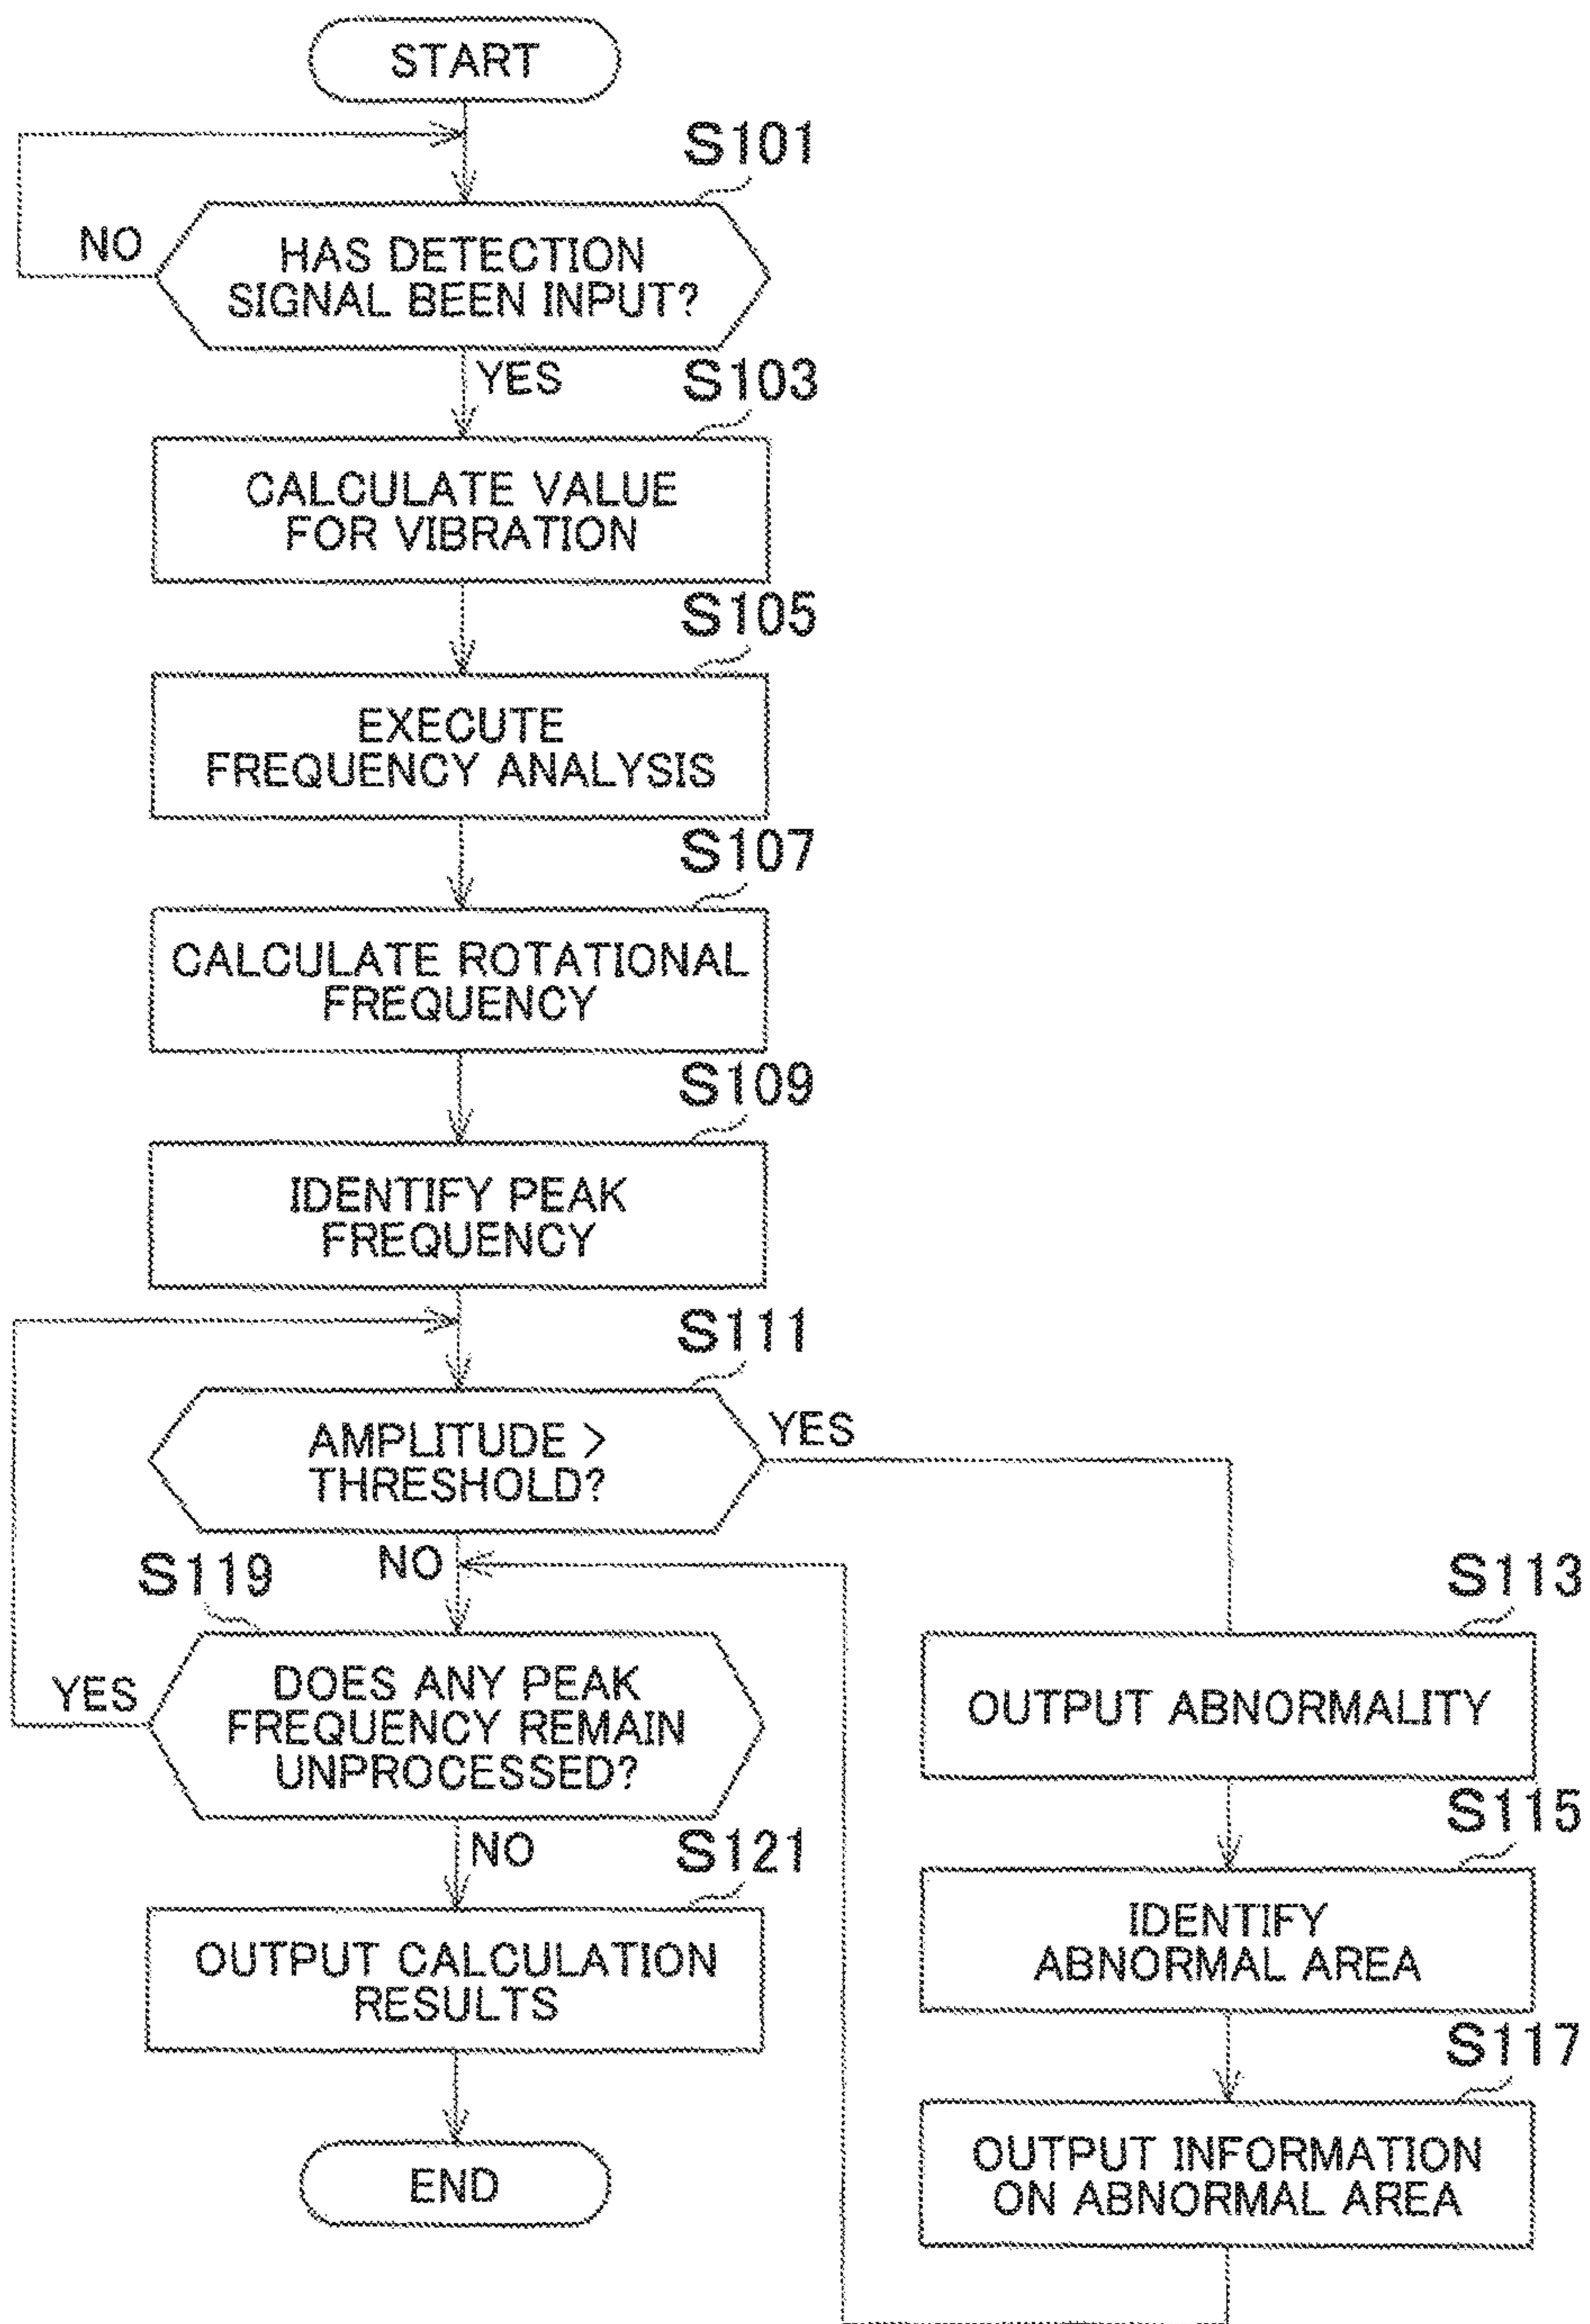 START
S101
NO
HAS DETECTION
SIGNAL BEEN INPUT?
YES
S103
CALCULATE VALUE
FOR VIBRATION
S105
EXECUTE
FREQUENCY ANALYSIS
S107
CALCULATE ROTATIONAL
FREQUENCY
S109
IDENTIFY PEAK
FREQUENCY
S111
AMPLITUDE >
THRESHOLD?
YES
NO
S119
DOES ANY PEAK
FREQUENCY REMAIN
UNPROCESSED?
YES
NO
S121
OUTPUT CALCULATION
RESULTS
END
S113
OUTPUT ABNORMALITY
S115
IDENTIFY
ABNORMAL AREA
S117
OUTPUT INFORMATION
ON ABNORMAL AREA